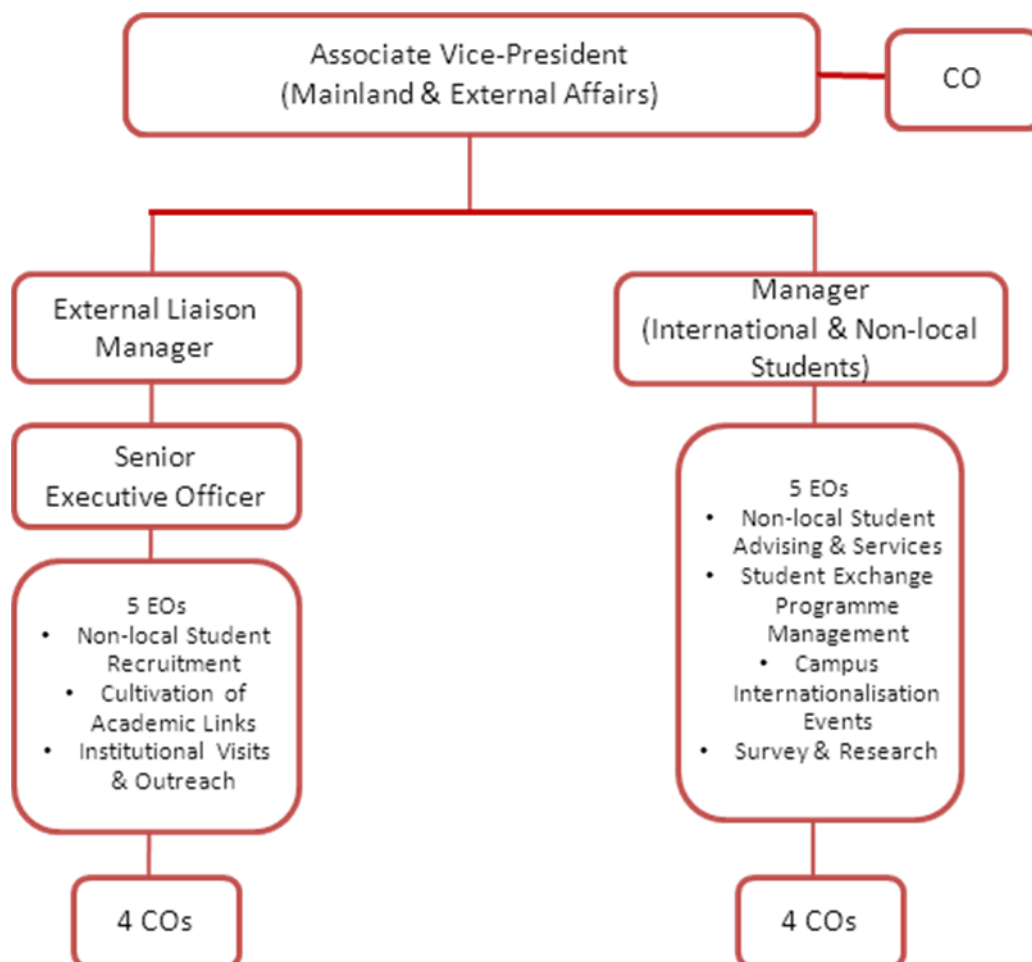 Associate Vice-President
(Mainland & External Affairs)
CO
External Liaison
Manager
Manager
(International & Non-local
Students)
Senior
Executive Officer
5 EOs
• Non-local Student
Recruitment
• Cultivation of
Academic Links
• Institutional Visits
& Outreach
5 EOs
• Non-local Student
Advising & Services
• Student Exchange
Programme
Management
• Campus
Internationalisation
Events
• Survey & Research
4 COs
4 COs